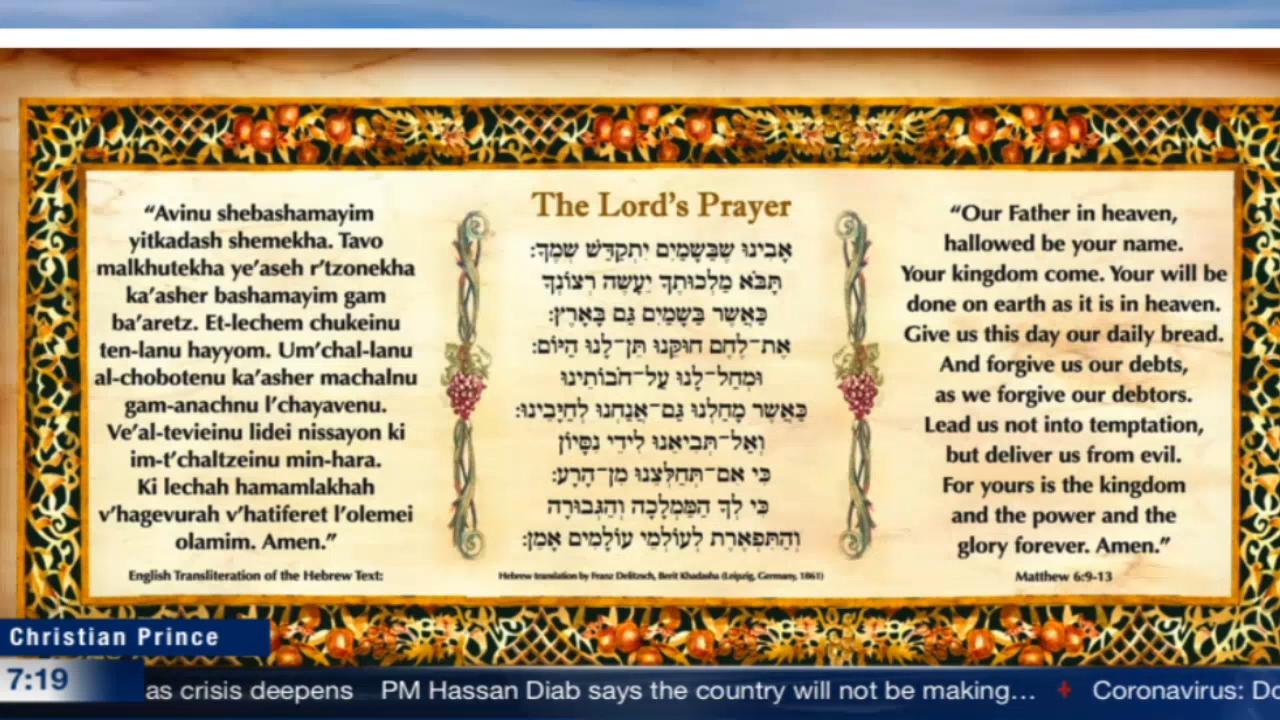 The Lord's Prayer
"Avinu shebashamayim
yitkadash shemekha. Tavo
malkhutekha ye'aseh r'tzonekha
ka'asher bashamayim gam
ba'aretz. Et-lechem chukeinu
ten-lanu hayyom. Um'chal-lanu
al-chobotenu ka'asher machalnu
gam-anachnu l'chayavenu.
Ve'al-tevieinu lidei nissayon ki
im-t'chaltzeinu min-hara.
Ki lechah hamamlakhah
v'hagevurah v'hatiferet l'olemei
olamim. Amen."
English Transliteration of the Hebrew Text:
אָבִינוּ שֶׁבַּשָּׁמַיִם יִתְקַדֵּשׁ שְׁמֶךָ:
תָּבֹא מַלְכוּתְךָ יֵעָשֶׂה רְצוֹנְךָ
כַּאֲשֶׁר בַּשָּׁמַיִם גַּם בָּאָרֶץ:
אֶת־לֶחֶם חוּקֵּנוּ תֵּן־לָנוּ הַיּוֹם:
וּמְחַל־לָנוּ עַל־חֹבוֹתֵינוּ
כַּאֲשֶׁר מָחַלְנוּ גַּם־אֲנַחְנוּ לְחַיָּבֵינוּ:
וְאַל־תְּבִיאֵנוּ לִידֵי נִסָּיוֹן
כִּי אִם־תְּחַלְּצֵנוּ מִן־הָרָע:
כִּי לְךָ הַמַּמְלָכָה וְהַגְּבוּרָה
וְהַתִּפְאֶרֶת לְעוֹלְמֵי עוֹלָמִים אָמֵן:
Hebrew translation by Franz Delitzsch, Berit Khadasha (Leipzig, Germany, 1861)
"Our Father in heaven,
hallowed be your name.
Your kingdom come. Your will be
done on earth as it is in heaven.
Give us this day our daily bread.
And forgive us our debts,
as we forgive our debtors.
Lead us not into temptation,
but deliver us from evil.
For yours is the kingdom
and the power and the
glory forever. Amen."
Matthew 6:9-13
Christian Prince
7:19
as crisis deepens PM Hassan Diab says the country will not be making... Coronavirus: Do